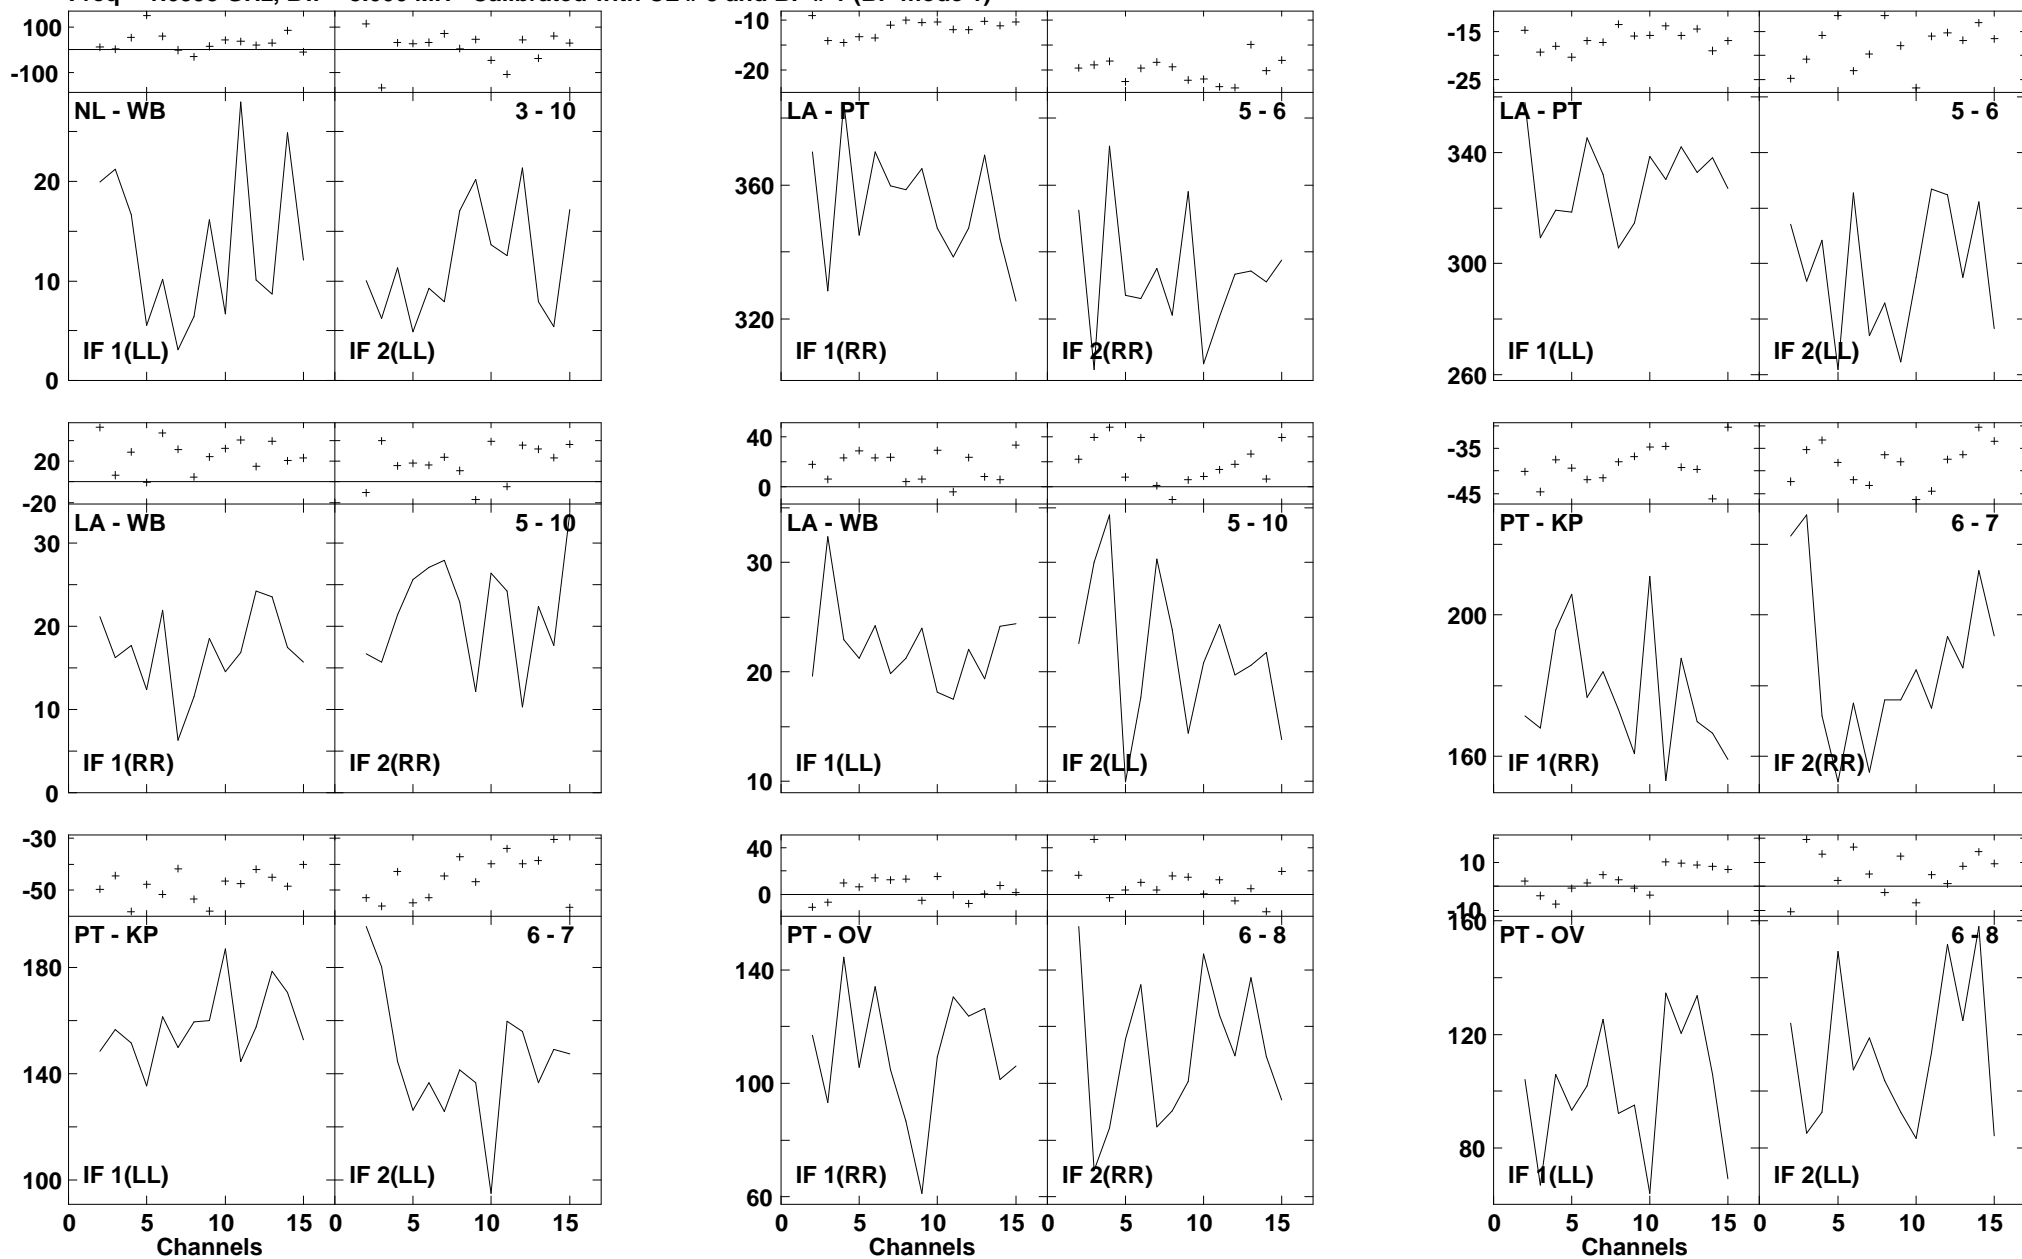 100
-100
NL - WB 3 - 10
20
10
0
IF 1(LL) IF 2(LL)
-10
-20
LA - PT 5 - 6
360
320
IF 1(RR) IF 2(RR)
-15
-25
LA - PT 5 - 6
340
300
260
IF 1(LL) IF 2(LL)
20
-20
LA - WB 5 - 10
30
20
10
0
IF 1(RR) IF 2(RR)
40
0
LA - WB 5 - 10
30
20
10
IF 1(LL) IF 2(LL)
-35
-45
PT - KP 6 - 7
200
160
IF 1(RR) IF 2(RR)
-30
-50
PT - KP 6 - 7
180
140
100
IF 1(LL) IF 2(LL)
0 5 10 15 0 5 10 15
Channels
40
0
PT - OV 6 - 8
140
100
60
IF 1(RR) IF 2(RR)
0 5 10 15 0 5 10 15
Channels
10
-10
PT - OV 6 - 8
160
120
80
IF 1(LL) IF 2(LL)
0 5 10 15 0 5 10 15
Channels